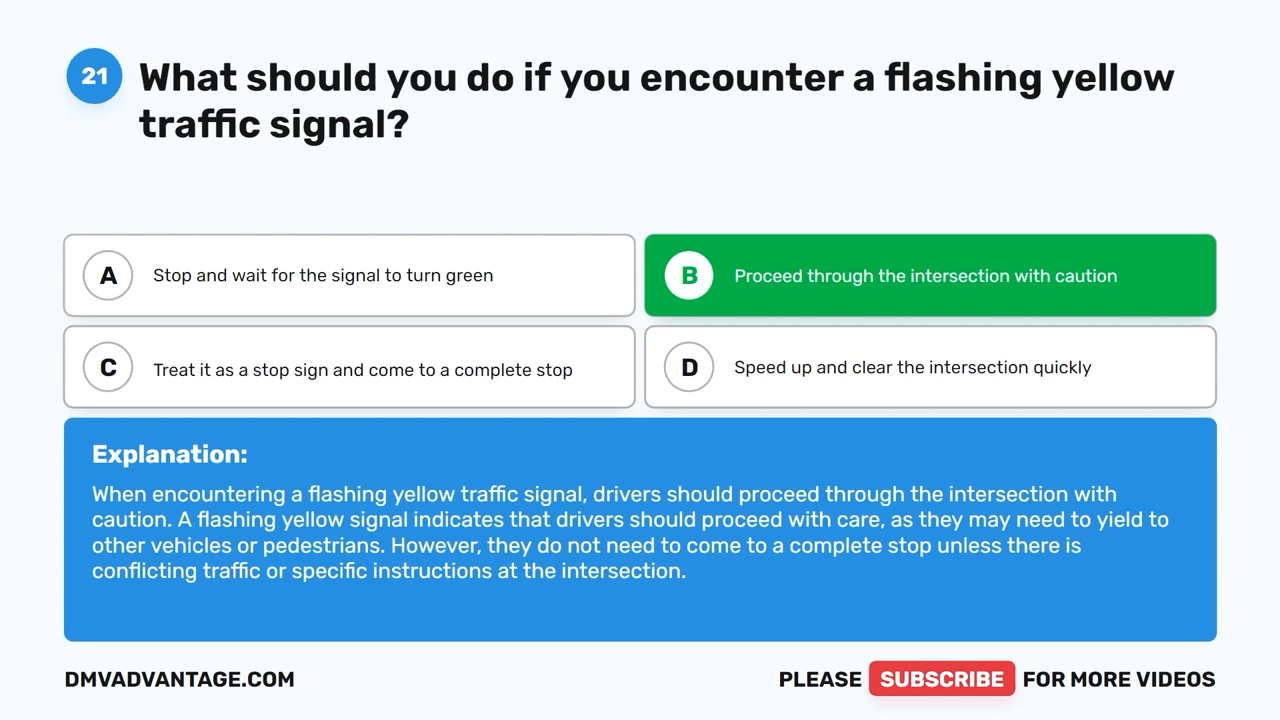 21
What should you do if you encounter a flashing yellow
traffic signal?
A
Stop and wait for the signal to turn green
B
Proceed through the intersection with caution
C
Treat it as a stop sign and come to a complete stop
D
Speed up and clear the intersection quickly
Explanation:
When encountering a flashing yellow traffic signal, drivers should proceed through the intersection with
caution. A flashing yellow signal indicates that drivers should proceed with care, as they may need to yield to
other vehicles or pedestrians. However, they do not need to come to a complete stop unless there is
conflicting traffic or specific instructions at the intersection.
DMVADVANTAGE.COM
PLEASE SUBSCRIBE FOR MORE VIDEOS